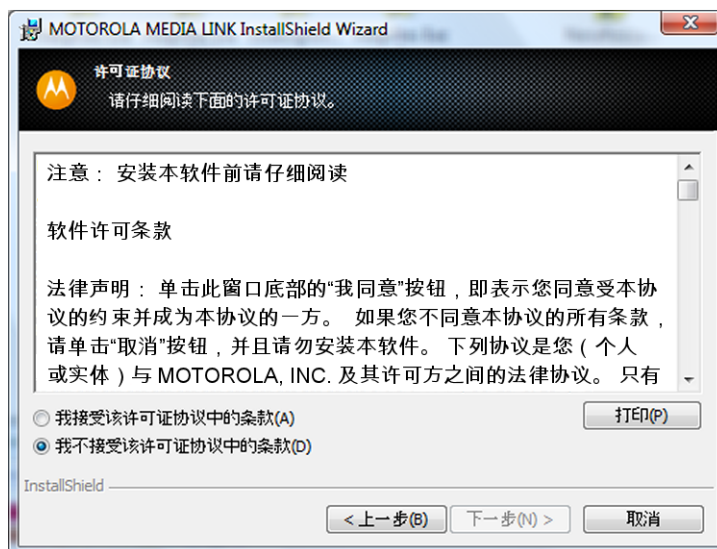 MOTOROLA MEDIA LINK InstallShield Wizard
许可证协议
请仔细阅读下面的许可证协议。
注意： 安装本软件前请仔细阅读
软件许可条款
法律声明： 单击此窗口底部的“我同意”按钮，即表示您同意受本协
议的约束并成为本协议的一方。 如果您不同意本协议的所有条款，
请单击“取消”按钮，并且请勿安装本软件。 下列协议是您（个人
或实体）与 MOTOROLA, INC. 及其许可方之间的法律协议。 只有
我接受该许可证协议中的条款(A)
打印(P)
我不接受该许可证协议中的条款(D)
InstallShield
< 上一步(B)
下一步(N) >
取消